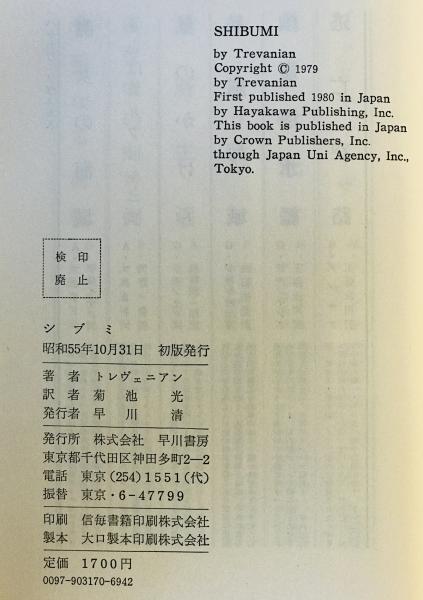 SHIBUMI
by Trevanian
Copyright © 1979
by Trevanian
First published 1980 in Japan
by Hayakawa Publishing, Inc.
This book is published in Japan
by Crown Publishers, Inc.
through Japan Uni Agency, Inc.,
Tokyo.
検印
廃止
シブミ
昭和55年10月31日 初版発行
著者 トレヴェニアン
訳者 菊池光
発行者 早川清
発行所 株式会社 早川書房
東京都千代田区神田多町2—2
電話 東京(254)1551(代)
振替 東京・6-47799
印刷 信毎書籍印刷株式会社
製本 大口製本印刷株式会社
定価 1700円
0097-903170-6942